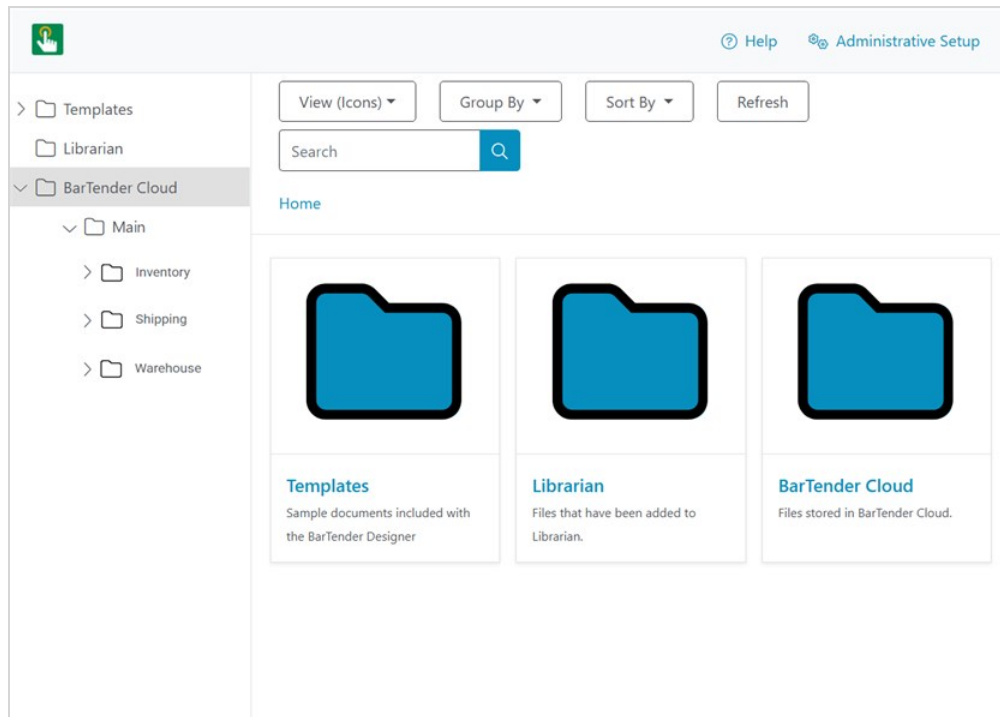 Help
Administrative Setup
Templates
Librarian
BarTender Cloud
Main
Inventory
Shipping
Warehouse
View (Icons)
Group By
Sort By
Refresh
Search
Home
Templates
Sample documents included with
the BarTender Designer
Librarian
Files that have been added to
Librarian.
BarTender Cloud
Files stored in BarTender Cloud.